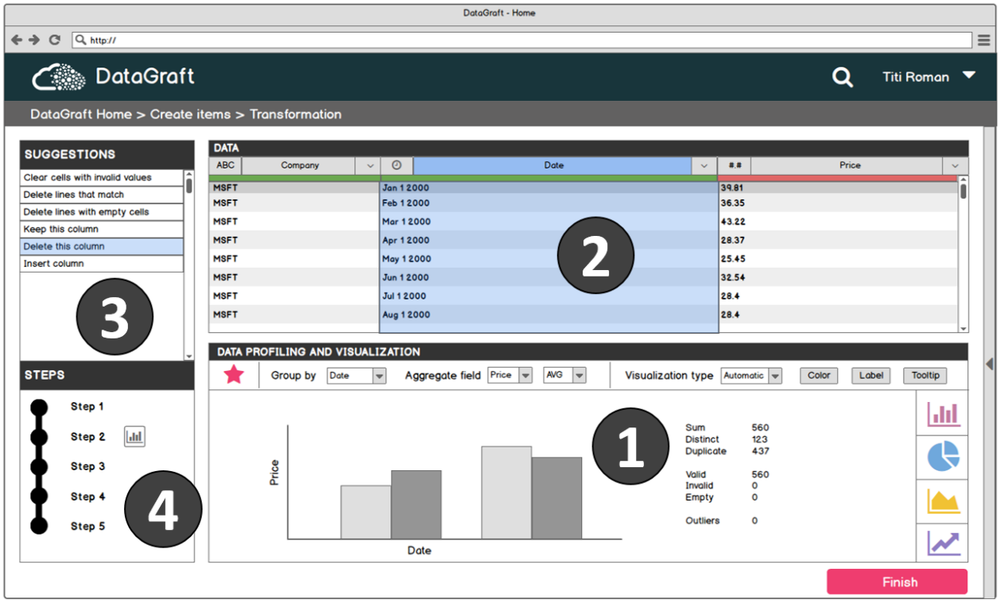 DataGraft - Home
http://
DataGraft
Titi Roman
DataGraft Home > Create items > Transformation
SUGGESTIONS
Clear cells with invalid values
Delete lines that match
Delete lines with empty cells
Keep this column
Delete this column
Insert column
3
STEPS
Step 1
Step 2
Step 3
Step 4
Step 5
4
DATA
ABC Company Date #.# Price
MSFT Jan 1 2000 39.81
MSFT Feb 1 2000 36.35
MSFT Mar 1 2000 43.22
MSFT Apr 1 2000 28.37
MSFT May 1 2000 25.45
MSFT Jun 1 2000 32.54
MSFT Jul 1 2000 28.4
MSFT Aug 1 2000 28.4
2
DATA PROFILING AND VISUALIZATION
Group by Date Aggregate field Price AVG Visualization type Automatic Color Label Tooltip
Price
Date
1
Sum 560
Distinct 123
Duplicate 437
Valid 560
Invalid 0
Empty 0
Outliers 0
Finish